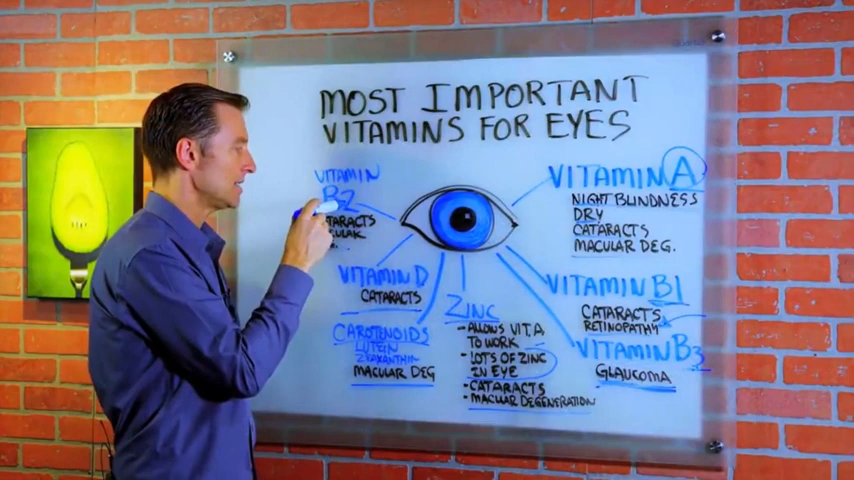 MOST IMPORTANT
VITAMINS FOR EYES
VITAMIN
B2
CATARACTS
VITAMIN D
CATARACTS
CAROTENOIDS
LUTEIN
ZEAXANTHIN
MACULAR DEG
ZINC
- ALLOWS VIT A
TO WORK
- LOTS OF ZINC
IN EYE
- CATARACTS
- MACULAR DEGENERATION
VITAMIN A
NIGHT BLINDNESS
DRY
CATARACTS
MACULAR DEG.
VITAMIN B1
CATARACTS
RETINOPATHY
VITAMIN B3
GLAUCOMA